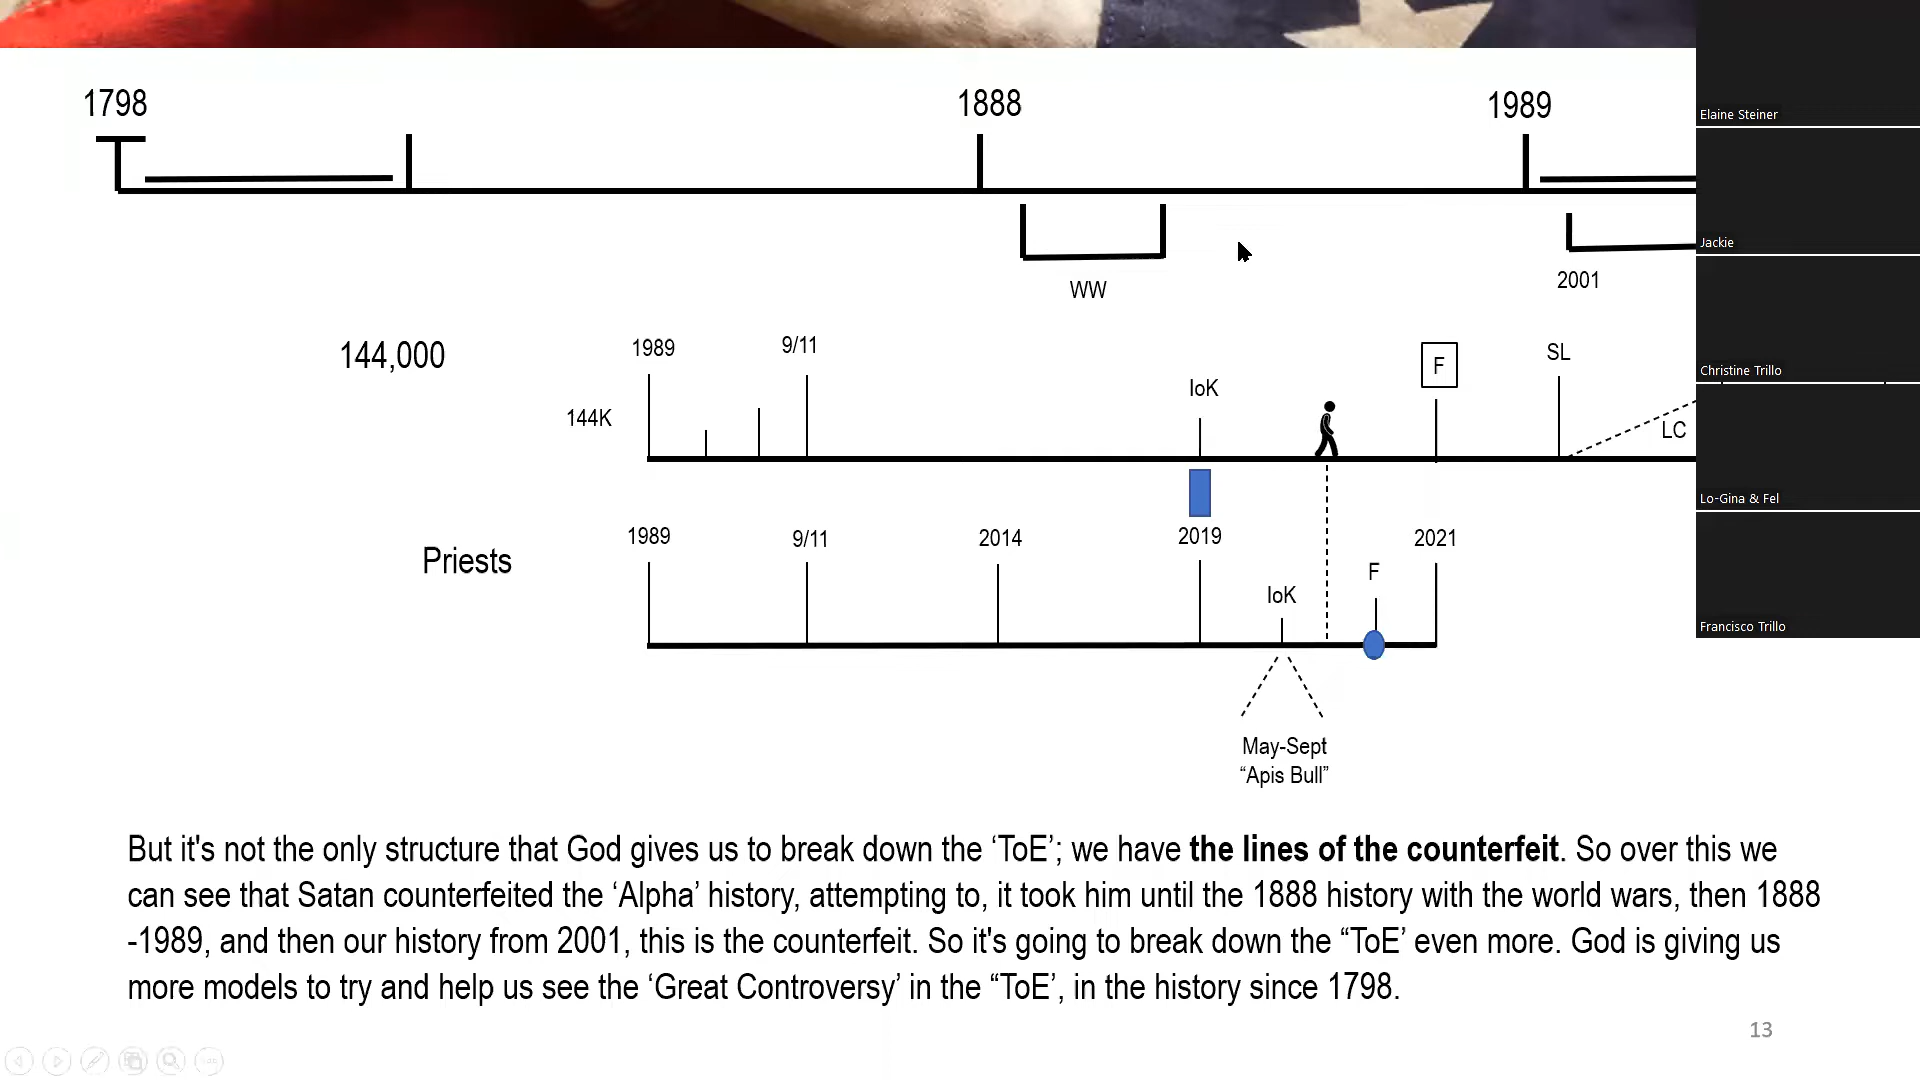 1798
1888
1989
Elaine Steiner
WW
Jackie
2001
144,000
144K
1989
9/11
IoK
F
SL
LC
Christine Trillo
Lo-Gina & Fel
Priests
1989
9/11
2014
2019
IoK
F
2021
Francisco Trillo
May-Sept
“Apis Bull”
But it's not the only structure that God gives us to break down the ‘ToE’; we have the lines of the counterfeit. So over this we
can see that Satan counterfeited the ‘Alpha’ history, attempting to, it took him until the 1888 history with the world wars, then 1888
-1989, and then our history from 2001, this is the counterfeit. So it's going to break down the “ToE’ even more. God is giving us
more models to try and help us see the ‘Great Controversy’ in the “ToE’, in the history since 1798.
13